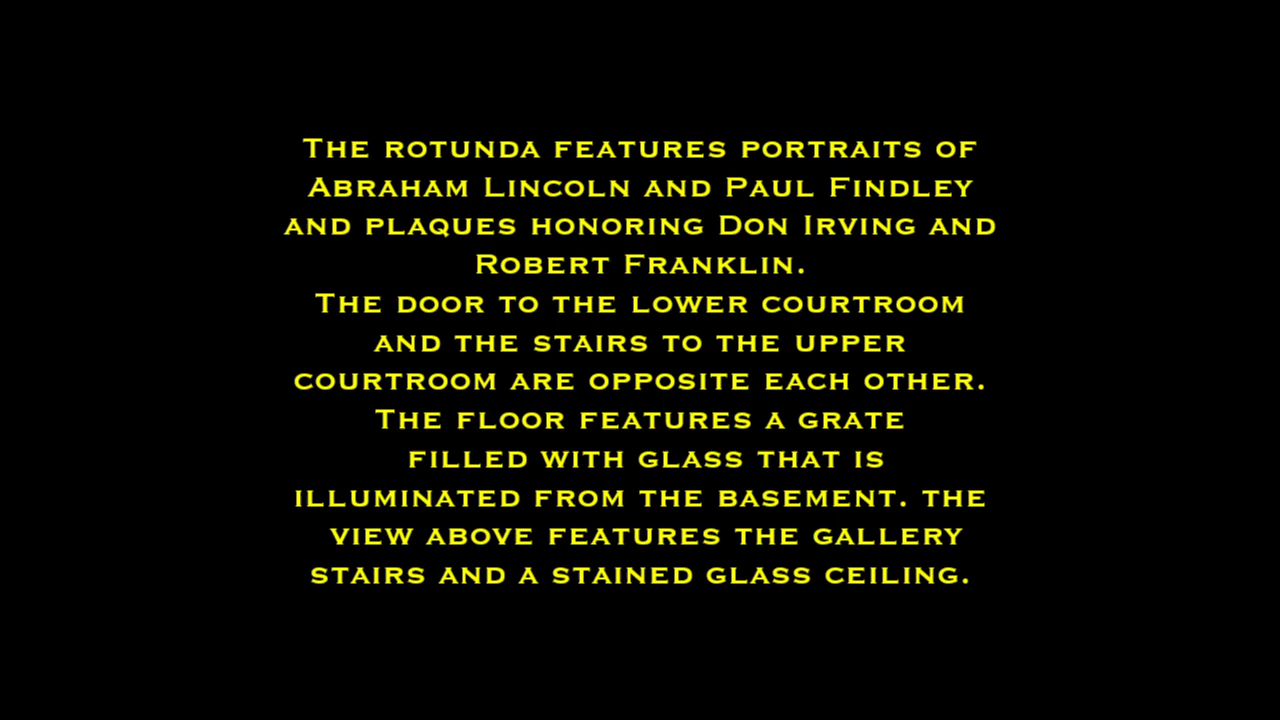 The rotunda features portraits of
Abraham Lincoln and Paul Findley
and plaques honoring Don Irving and
Robert Franklin.
The door to the lower courtroom
and the stairs to the upper
courtroom are opposite each other.
The floor features a grate
filled with glass that is
illuminated from the basement. the
view above features the gallery
stairs and a stained glass ceiling.